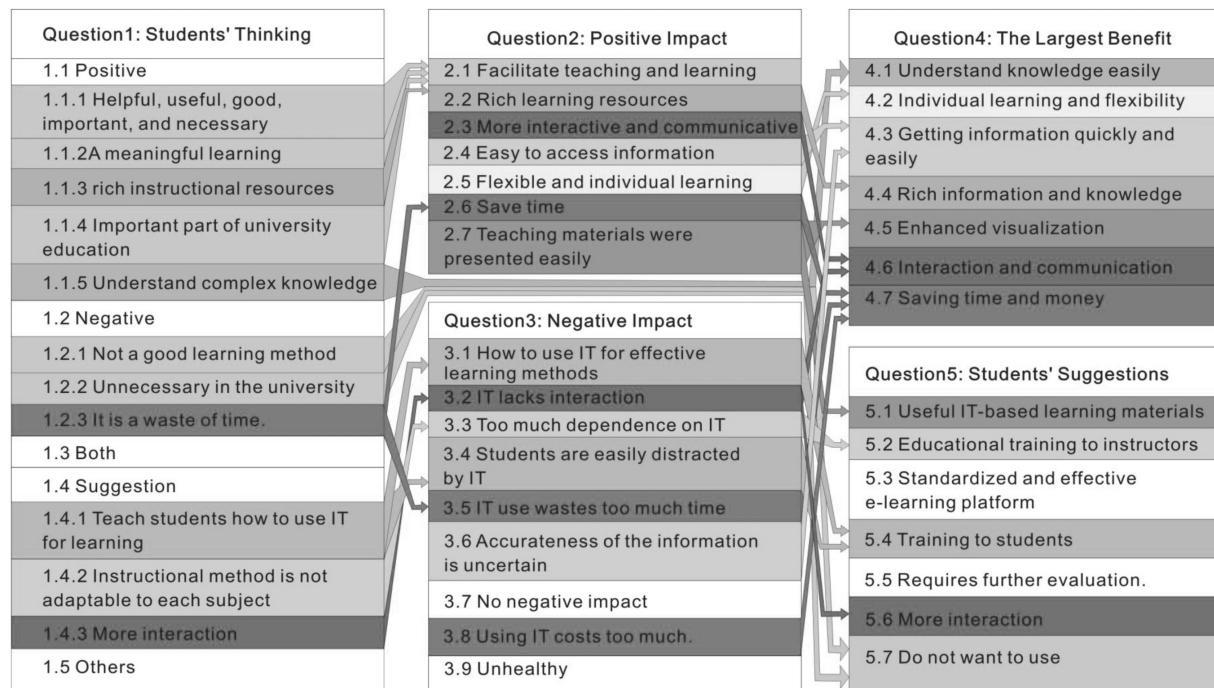 Question1: Students' Thinking
1.1 Positive
1.1.1 Helpful, useful, good,
important, and necessary
1.1.2A meaningful learning
1.1.3 rich instructional resources
1.1.4 Important part of university
education
1.1.5 Understand complex knowledge
1.2 Negative
1.2.1 Not a good learning method
1.2.2 Unnecessary in the university
1.2.3 It is a waste of time.
1.3 Both
1.4 Suggestion
1.4.1 Teach students how to use IT
for learning
1.4.2 Instructional method is not
adaptable to each subject
1.4.3 More interaction
1.5 Others
Question2: Positive Impact
2.1 Facilitate teaching and learning
2.2 Rich learning resources
2.3 More interactive and communicative
2.4 Easy to access information
2.5 Flexible and individual learning
2.6 Save time
2.7 Teaching materials were
presented easily
Question3: Negative Impact
3.1 How to use IT for effective
learning methods
3.2 IT lacks interaction
3.3 Too much dependence on IT
3.4 Students are easily distracted
by IT
3.5 IT use wastes too much time
3.6 Accurateness of the information
is uncertain
3.7 No negative impact
3.8 Using IT costs too much.
3.9 Unhealthy
Question4: The Largest Benefit
4.1 Understand knowledge easily
4.2 Individual learning and flexibility
4.3 Getting information quickly and
easily
4.4 Rich information and knowledge
4.5 Enhanced visualization
4.6 Interaction and communication
4.7 Saving time and money
Question5: Students' Suggestions
5.1 Useful IT-based learning materials
5.2 Educational training to instructors
5.3 Standardized and effective
e-learning platform
5.4 Training to students
5.5 Requires further evaluation.
5.6 More interaction
5.7 Do not want to use